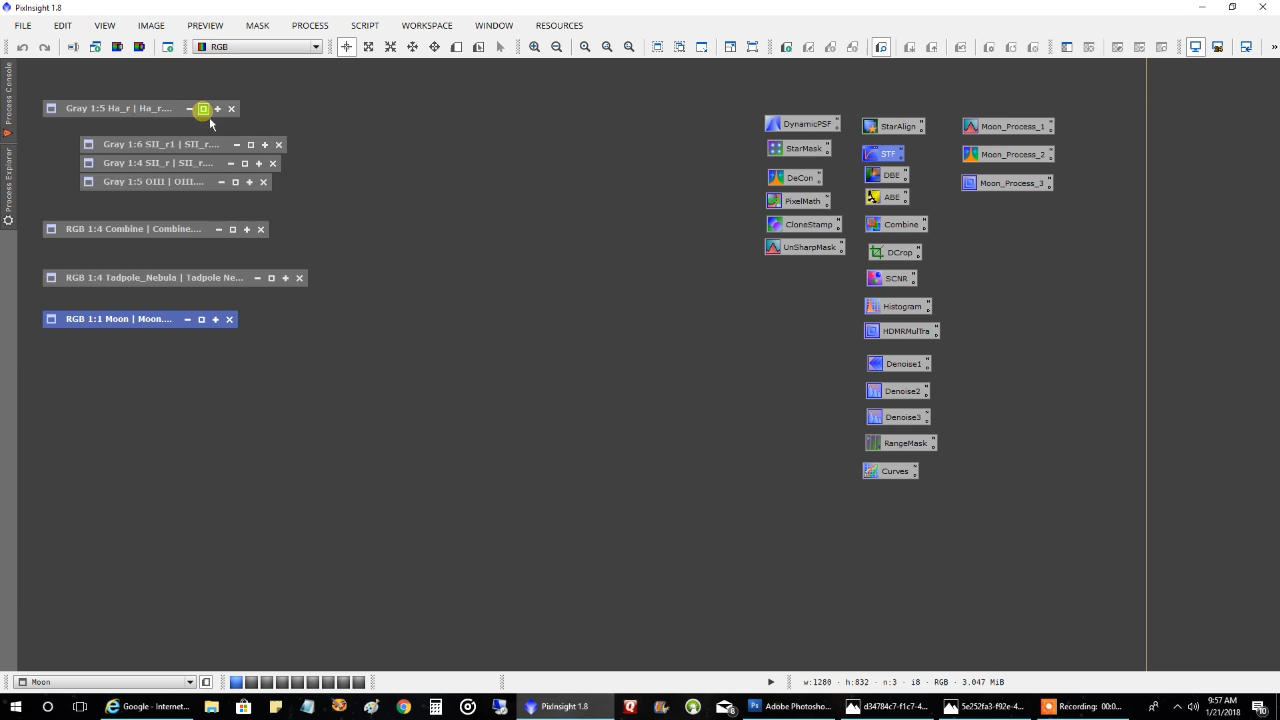 PixInsight 1.8
FILE EDIT VIEW IMAGE PREVIEW MASK PROCESS SCRIPT WORKSPACE WINDOW RESOURCES
RGB
Process Console
Process Explorer
Gray 1:5 Ha_r | Ha_r....
Gray 1:6 SII_r1 | SII_r....
Gray 1:4 SII_r | SII_r....
Gray 1:5 OIII | OIII....
RGB 1:4 Combine | Combine....
RGB 1:4 Tadpole_Nebula | Tadpole Ne...
RGB 1:1 Moon | Moon....
DynamicPSF
StarMask
DeCon
PixelMath
CloneStamp
UnSharpMask
StarAlign
STF
DBE
ABE
Combine
DCrop
SCNR
Histogram
HDMRMulTra
Denoise1
Denoise2
Denoise3
RangeMask
Curves
Moon_Process_1
Moon_Process_2
Moon_Process_3
Moon
w:1280 · h:832 · n:3 · i8 · RGB · 3.047 MiB
Google - Internet...
PixInsight 1.8
Adobe Photoshop...
d34784c7-f1c7-4...
5e252fa3-f92e-4...
Recording: 00:0...
9:57 AM
1/21/2018